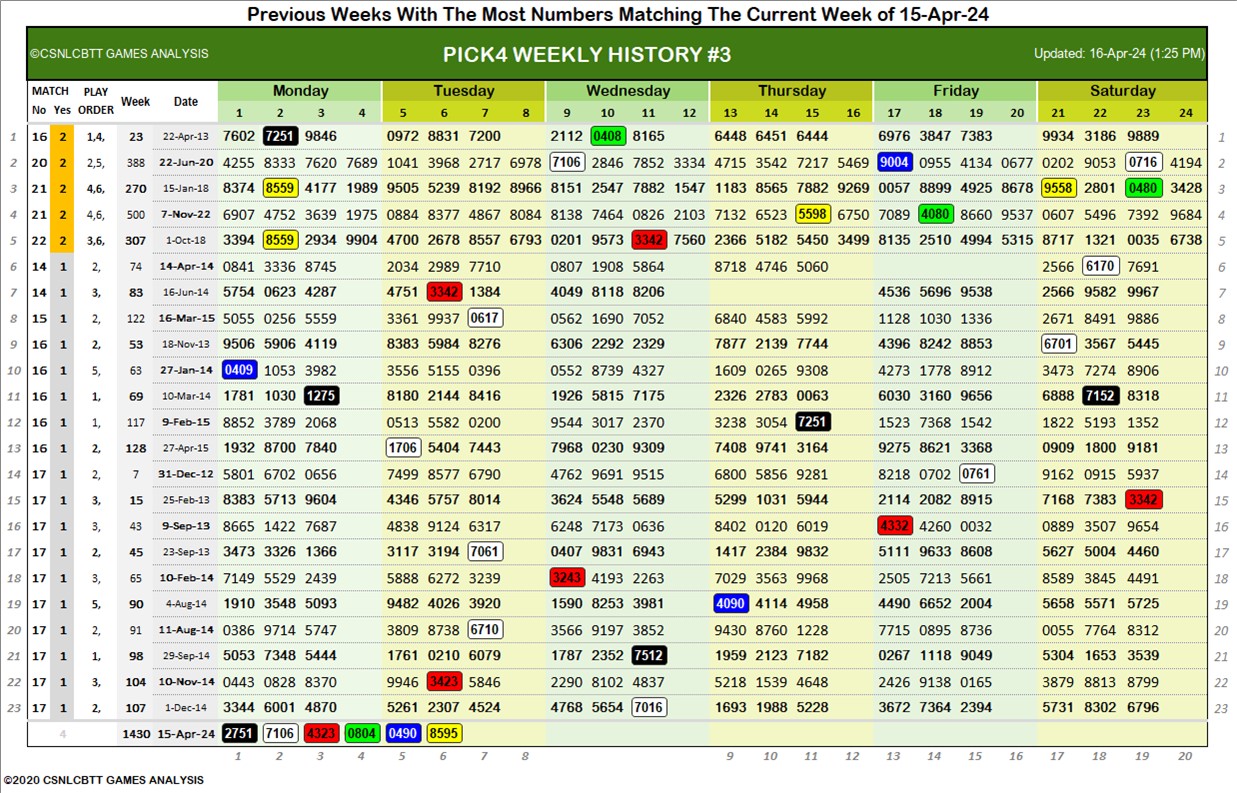 Previous Weeks With The Most Numbers Matching The Current Week of 15-Apr-24
©CSNLCBTT GAMES ANALYSIS PICK4 WEEKLY HISTORY #3 Updated: 16-Apr-24 (1:25 PM)
MATCH PLAY Week Date Monday Tuesday Wednesday Thursday Friday Saturday
No Yes ORDER 1 2 3 4 5 6 7 8 9 10 11 12 13 14 15 16 17 18 19 20 21 22 23 24
1 16 2 1,4, 23 22-Apr-13 7602 7251 9846 0972 8831 7200 2112 0408 8165 6448 6451 6444 6976 3847 7383 9934 3186 9889 1
2 20 2 2,5, 388 22-Jun-20 4255 8333 7620 7689 1041 3968 2717 6978 7106 2846 7852 3334 4715 3542 7217 5469 9004 0955 4134 0677 0202 9053 0716 4194 2
3 21 2 4,6, 270 15-Jan-18 8374 8559 4177 1989 9505 5239 8192 8966 8151 2547 7882 1547 1183 8565 7882 9269 0057 8899 4925 8678 9558 2801 0480 3428 3
4 21 2 4,6, 500 7-Nov-22 6907 4752 3639 1975 0884 8377 4867 8084 8138 7464 0826 2103 7132 6523 5598 6750 7089 4080 8660 9537 0607 5496 7392 9684 4
5 22 2 3,6, 307 1-Oct-18 3394 8559 2934 9904 4700 2678 8557 6793 0201 9573 3342 7560 2366 5182 5450 3499 8135 2510 4994 5315 8717 1321 0035 6738 5
6 14 1 2, 74 14-Apr-14 0841 3336 8745 2034 2989 7710 0807 1908 5864 8718 4746 5060 2566 6170 7691 6
7 14 1 3, 83 16-Jun-14 5754 0623 4287 4751 3342 1384 4049 8118 8206 4536 5696 9538 2566 9582 9967 7
8 15 1 2, 122 16-Mar-15 5055 0256 5559 3361 9937 0617 0562 1690 7052 6840 4583 5992 1128 1030 1336 2671 8491 9886 8
9 16 1 2, 53 18-Nov-13 9506 5906 4119 8383 5984 8276 6306 2292 2329 7877 2139 7744 4396 8242 8853 6701 3567 5445 9
10 16 1 5, 63 27-Jan-14 0409 1053 3982 3556 5155 0396 0552 8739 4327 1609 0265 9308 4273 1778 8912 3473 7274 8906 10
11 16 1 1, 69 10-Mar-14 1781 1030 1275 8180 2144 8416 1926 5815 7175 2326 2783 0063 6030 3160 9656 6888 7152 8318 11
12 16 1 1, 117 9-Feb-15 8852 3789 2068 0513 5582 0200 9544 3017 2370 3238 3054 7251 1523 7368 1542 1822 5193 1352 12
13 16 1 2, 128 27-Apr-15 1932 8700 7840 1706 5404 7443 7968 0230 9309 7408 9741 3164 9275 8621 3368 0909 1800 9181 13
14 17 1 2, 7 31-Dec-12 5801 6702 0656 7499 8577 6790 4762 9691 9515 6800 5856 9281 8218 0702 0761 9162 0915 5937 14
15 17 1 3, 15 25-Feb-13 8383 5713 9604 4346 5757 8014 3624 5548 5689 5299 1031 5944 2114 2082 8915 7168 7383 3342 15
16 17 1 3, 43 9-Sep-13 8665 1422 7687 4838 9124 6317 6248 7173 0636 8402 0120 6019 4332 4260 0032 0889 3507 9654 16
17 17 1 2, 45 23-Sep-13 3473 3326 1366 3117 3194 7061 0407 9831 6943 1417 2384 9832 5111 9633 8608 5627 5004 4460 17
18 17 1 3, 65 10-Feb-14 7149 5529 2439 5888 6272 3239 3243 4193 2263 7029 3563 9968 2505 7213 5661 8589 3845 4491 18
19 17 1 5, 90 4-Aug-14 1910 3548 5093 9482 4026 3920 1590 8253 3981 4090 4114 4958 4490 6652 2004 5658 5571 5725 19
20 17 1 2, 91 11-Aug-14 0386 9714 5747 3809 8738 6710 3566 9197 3852 9430 8760 1228 7715 0895 8736 0055 7764 8312 20
21 17 1 1, 98 29-Sep-14 5053 7348 5444 1761 0210 6079 1787 2352 7512 1959 2123 7182 0267 1118 9049 5304 1653 3539 21
22 17 1 3, 104 10-Nov-14 0443 0828 8370 9946 3423 5846 2290 8102 4837 5218 1539 4648 2426 9138 0165 3879 8813 8799 22
23 17 1 2, 107 1-Dec-14 3344 6001 4870 5261 2307 4524 4768 5654 7016 1693 1988 5228 3672 7364 2394 5731 8302 6796 23
4 1430 15-Apr-24 2751 7106 4323 0804 0490 8595
1 2 3 4 5 6 7 8 9 10 11 12 13 14 15 16 17 18 19 20
©2020 CSNLCBTT GAMES ANALYSIS